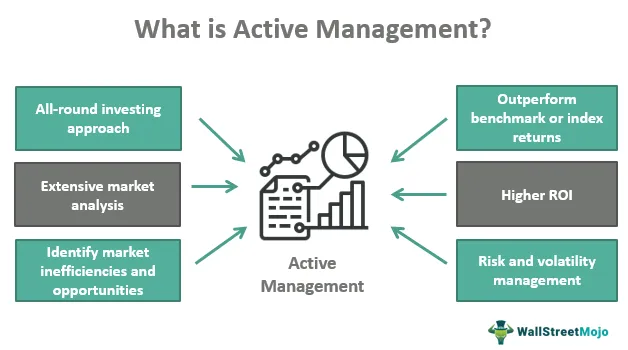 What is Active Management?
All-round investing
approach
Extensive market
analysis
Identify market
inefficiencies and
opportunities
Active
Management
Outperform
benchmark or index
returns
Higher ROI
Risk and volatility
management
WallStreetMojo